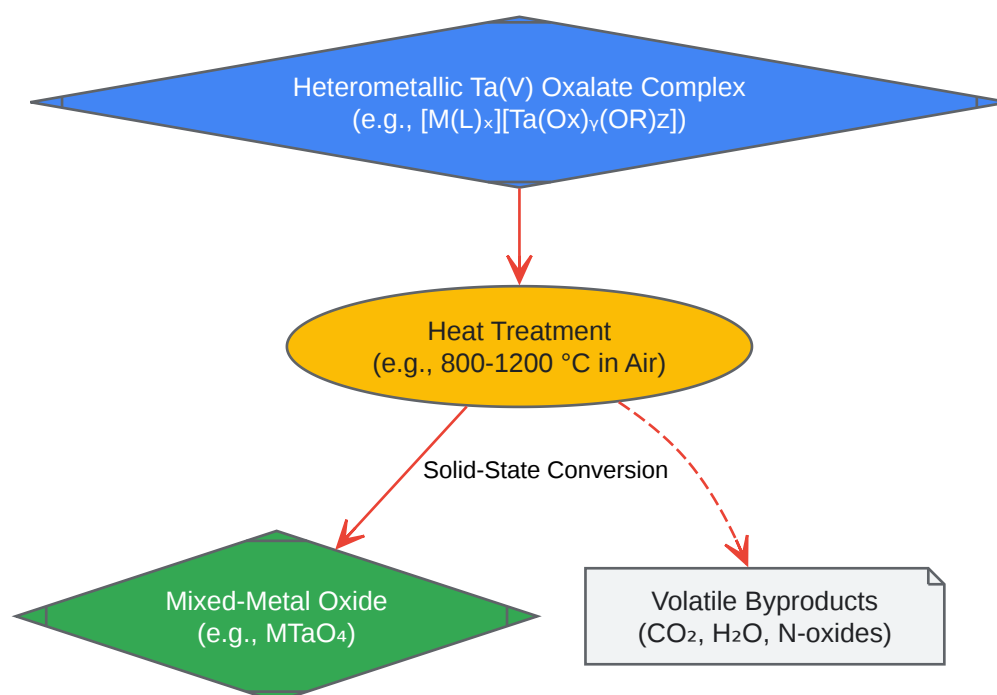 Heterometallic Ta(V) Oxalate Complex
(e.g., [M(L)ₓ][Ta(Ox)ᵧ(OR)z])
Heat Treatment
(e.g., 800-1200 °C in Air)
Solid-State Conversion
Mixed-Metal Oxide
(e.g., MTaO₄)
Volatile Byproducts
(CO₂, H₂O, N-oxides)